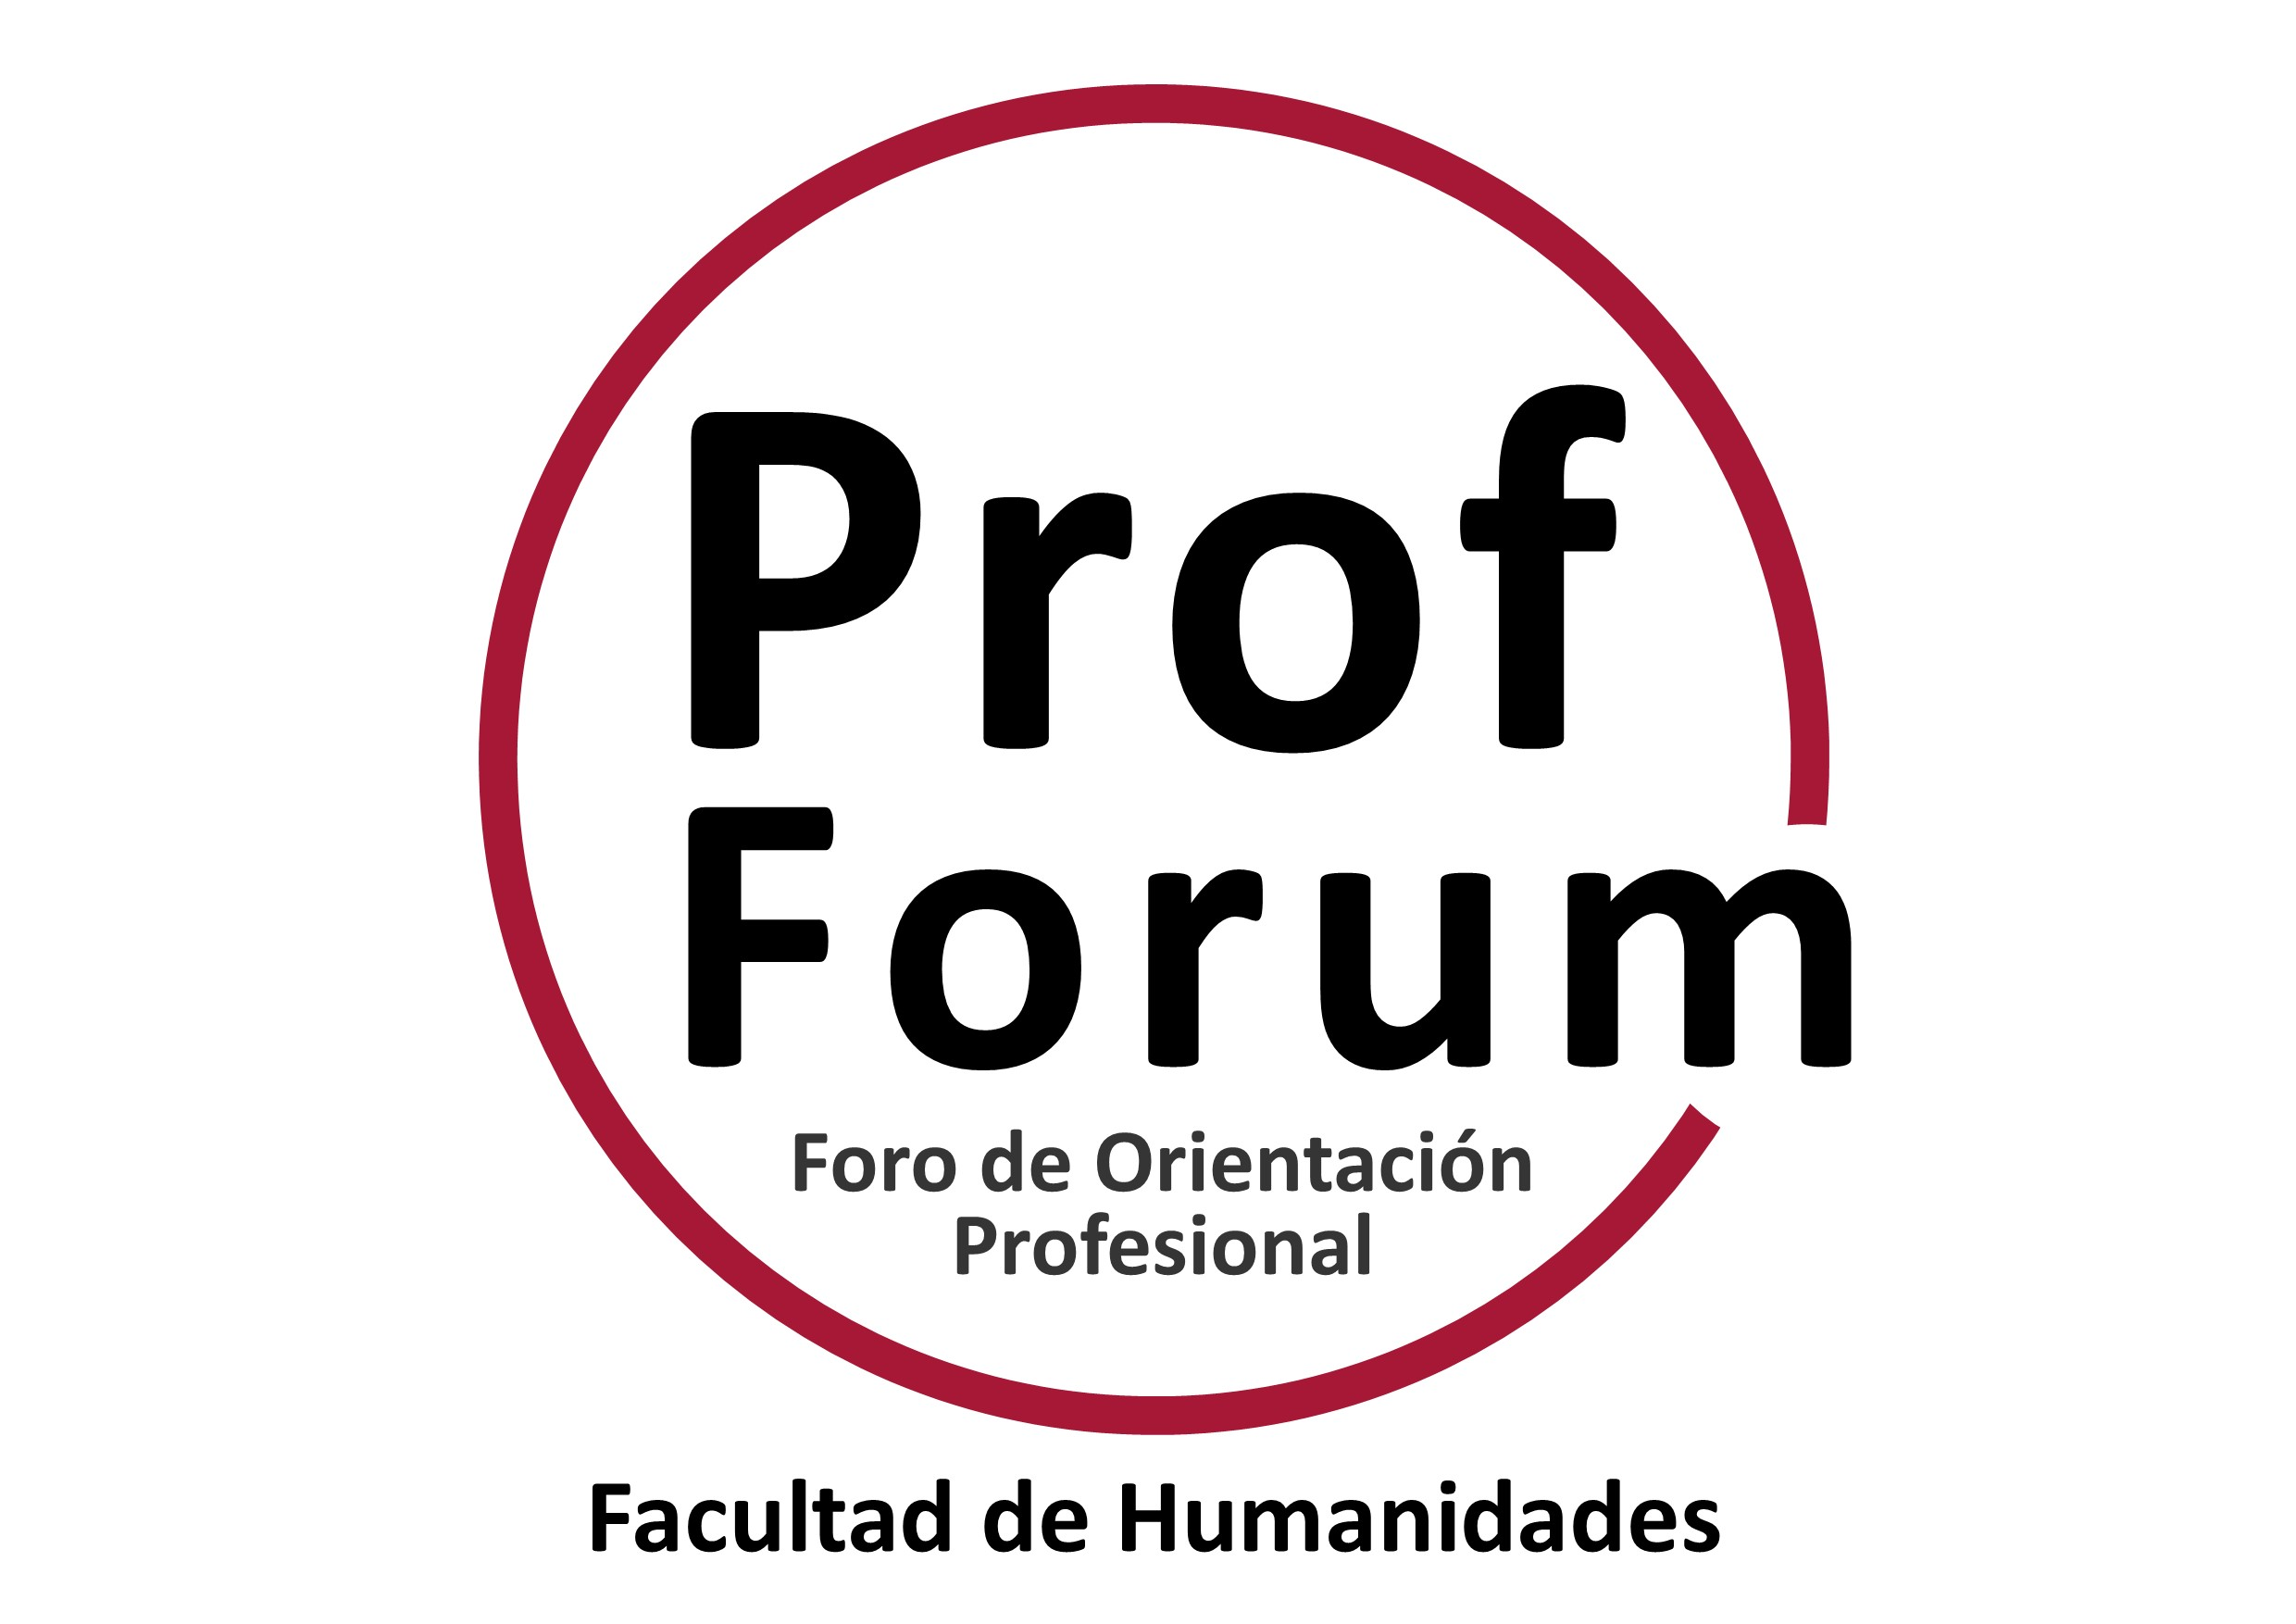 Prof
Forum
Foro de Orientación
Profesional
Facultad de Humanidades